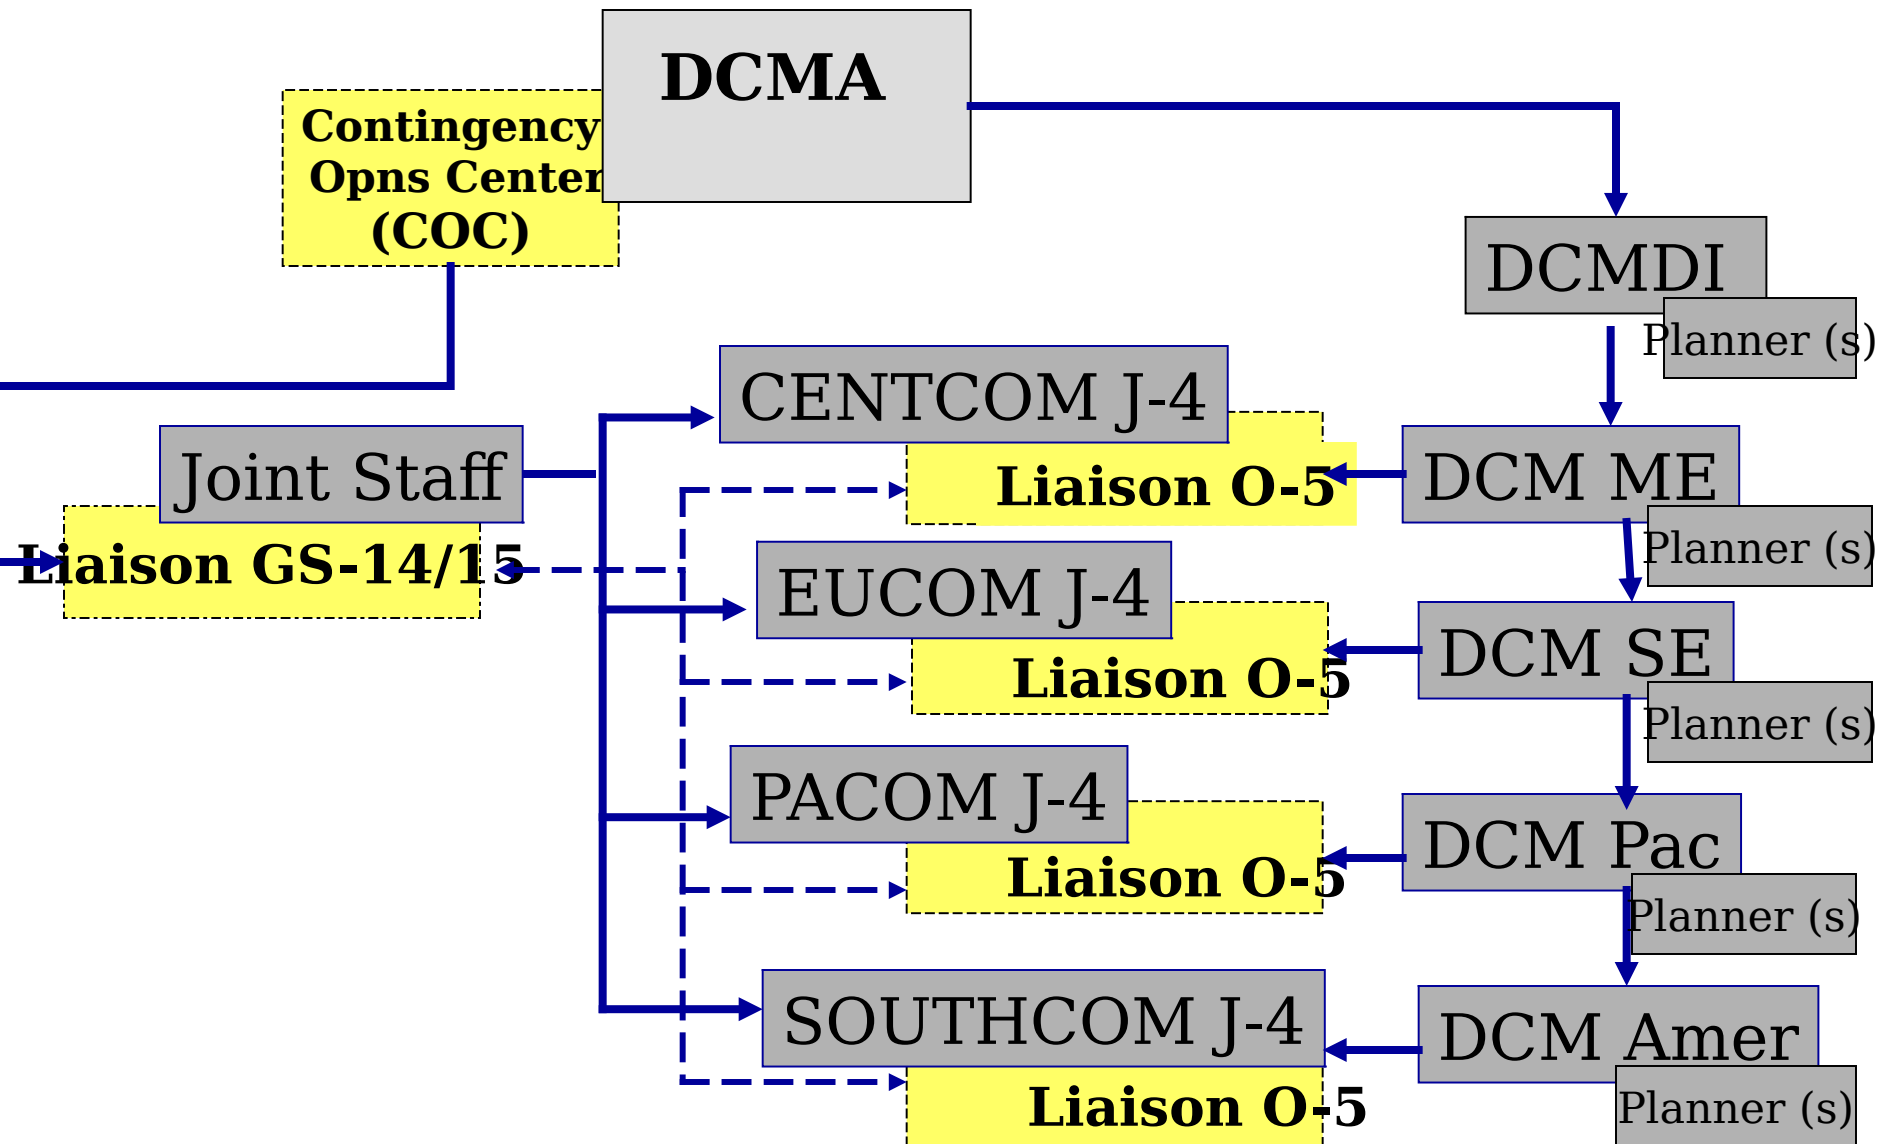 DCMA
Contingency
Opns Center
(COC)
DCMDI
Planner (s)
CENTCOM J-4
Joint Staff
Liaison O-5
DCM ME
Liaison GS-14/15
Planner (s)
EUCOM J-4
Liaison O-5
DCM SE
Planner (s)
PACOM J-4
Liaison O-5
DCM Pac
Planner (s)
SOUTHCOM J-4
Liaison O-5
DCM Amer
Planner (s)